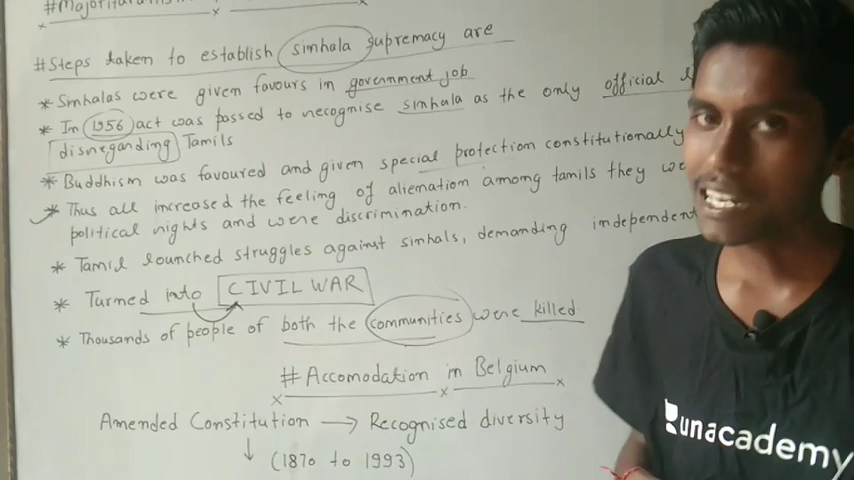 #Majoritarianism
#Steps taken to establish simhala supremacy are
* Simhalas were given favours in government job
* In 1956 act was passed to recognise simhala as the only official
disregarding Tamils
* Buddhism was favoured and given special protection constitutionally
* Thus all increased the feeling of alienation among tamils they
political rights and were discrimination.
* Tamil lounched struggles against simhals, demanding independent
* Turned into CIVIL WAR
* Thousands of people of both the communities were killed.
#Accomodation in Belgium
Amended Constitution → Recognised diversity
↓ (1870 to 1993)
unacademy